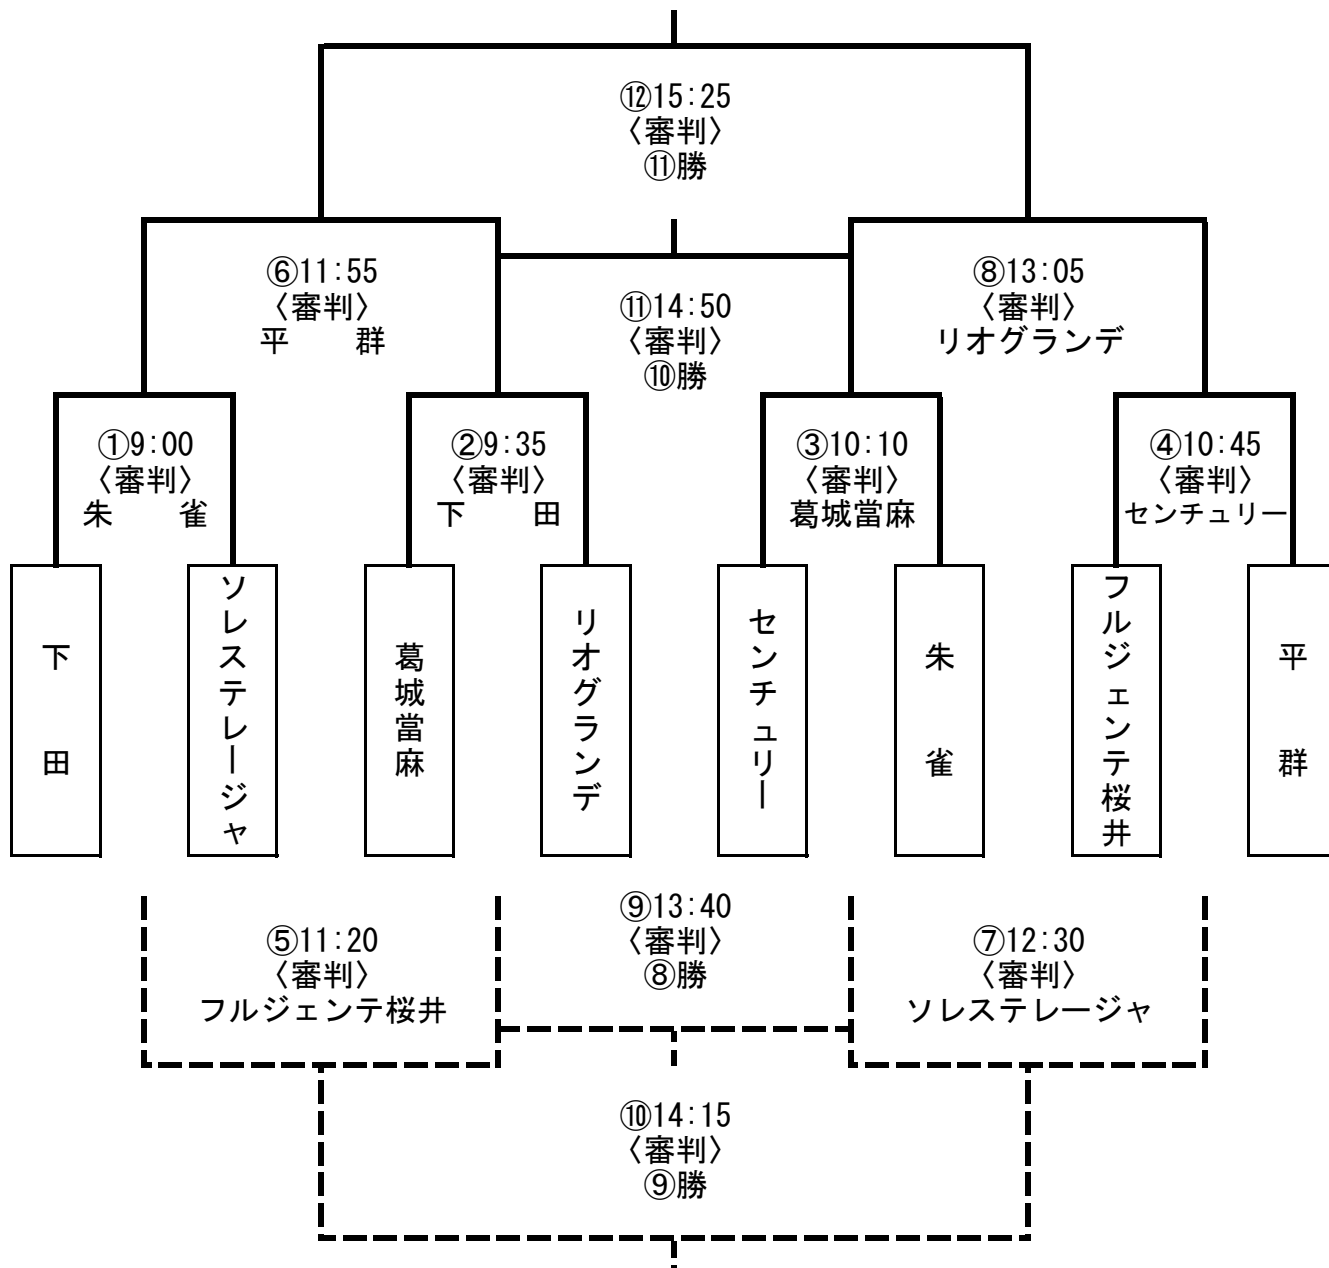 ⑫15:25
〈審判〉
⑪勝
⑥11:55
〈審判〉
平　群
⑪14:50
〈審判〉
⑩勝
⑧13:05
〈審判〉
リオグランデ
①9:00
〈審判〉
朱　雀
②9:35
〈審判〉
下　田
③10:10
〈審判〉
葛城當麻
④10:45
〈審判〉
センチュリー
下田
ソレステレージャ
葛城當麻
リオグランデ
センチュリー
朱雀
フルジェンテ桜井
平群
⑤11:20
〈審判〉
フルジェンテ桜井
⑨13:40
〈審判〉
⑧勝
⑦12:30
〈審判〉
ソレステレージャ
⑩14:15
〈審判〉
⑨勝